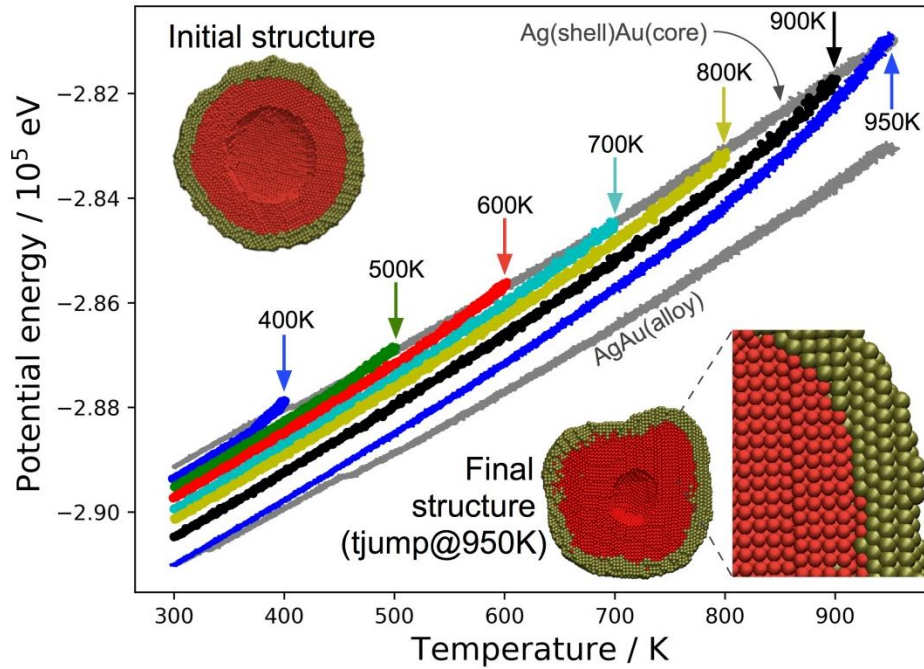 Initial structure
Ag(shell)Au(core)
900K
800K
950K
700K
600K
500K
400K
AgAu(alloy)
Final
structure
(tjump@950K)
Potential energy / 10⁵ eV
−2.82
−2.84
−2.86
−2.88
−2.90
300
400
500
600
700
800
900
Temperature / K